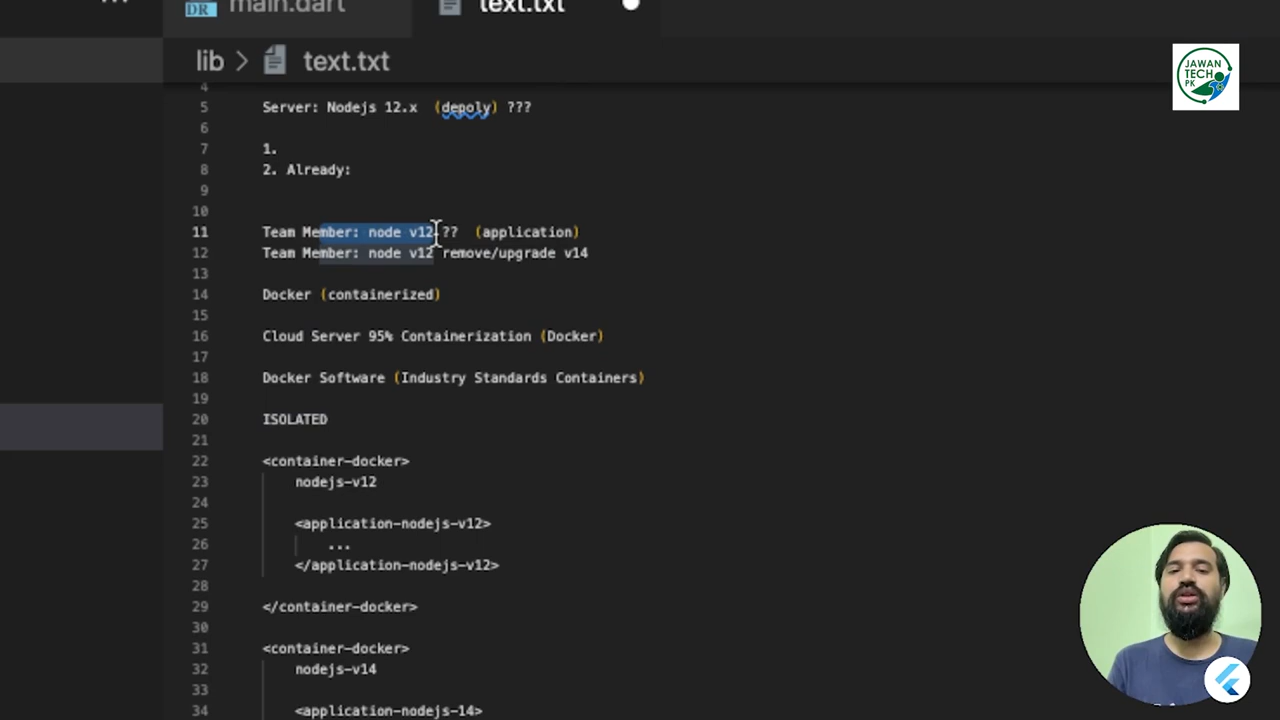 main.dart
text.txt
lib > text.txt
JAWAN
TECH
PK
4
5 Server: Nodejs 12.x (depoly) ???
6
7 1.
8 2. Already:
9
10
11 Team Member: node v12 ?? (application)
12 Team Member: node v12 remove/upgrade v14
13
14 Docker (containerized)
15
16 Cloud Server 95% Containerization (Docker)
17
18 Docker Software (Industry Standards Containers)
19
20 ISOLATED
21
22 <container-docker>
23 nodejs-v12
24
25 <application-nodejs-v12>
26 ...
27 </application-nodejs-v12>
28
29 </container-docker>
30
31 <container-docker>
32 nodejs-v14
33
34 <application-nodejs-14>